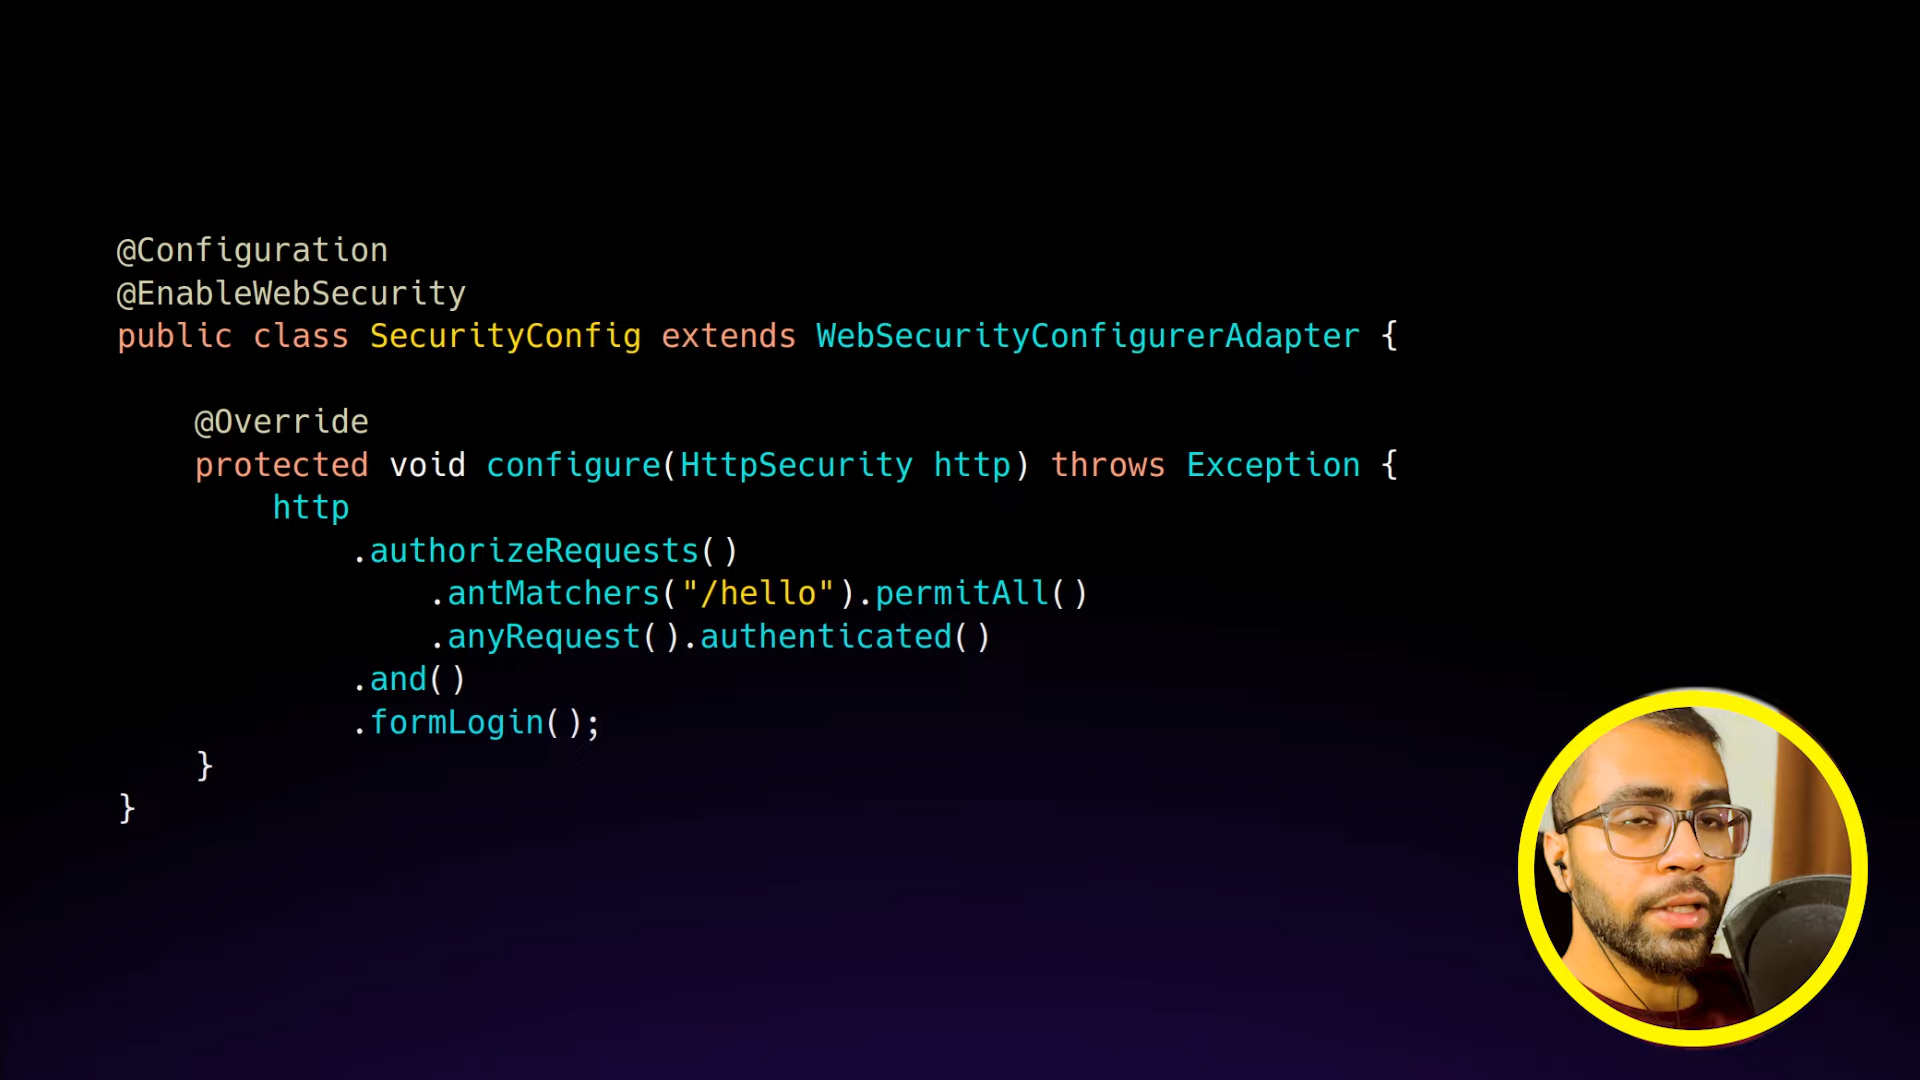 @Configuration
@EnableWebSecurity
public class SecurityConfig extends WebSecurityConfigurerAdapter {
@Override
protected void configure(HttpSecurity http) throws Exception {
http
.authorizeRequests()
.antMatchers("/hello").permitAll()
.anyRequest().authenticated()
.and()
.formLogin();
}
}